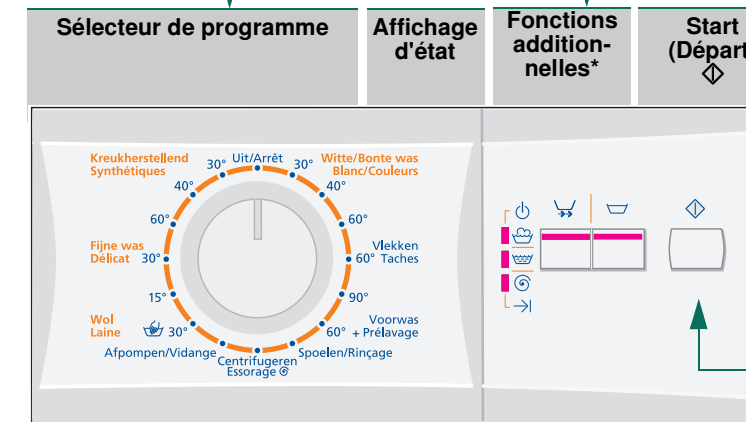 Sélecteur de programme
Affichage
d'état
Fonctions
addition-
nelles*
Start
(Départ
Kreukherstellend
Synthétiques
30°
Uit/Arrêt
30°
Witte/Bonte was
Blanc/Couleurs
40°
40°
60°
60°
Fijne was
Délicat 30°
Vlekken
60° Taches
15°
90°
Wol
Laine 30°
Voorwas
60° + Prélavage
Afpompen/Vidange
Centrifugeren
Essorage
Spoelen/Rinçage